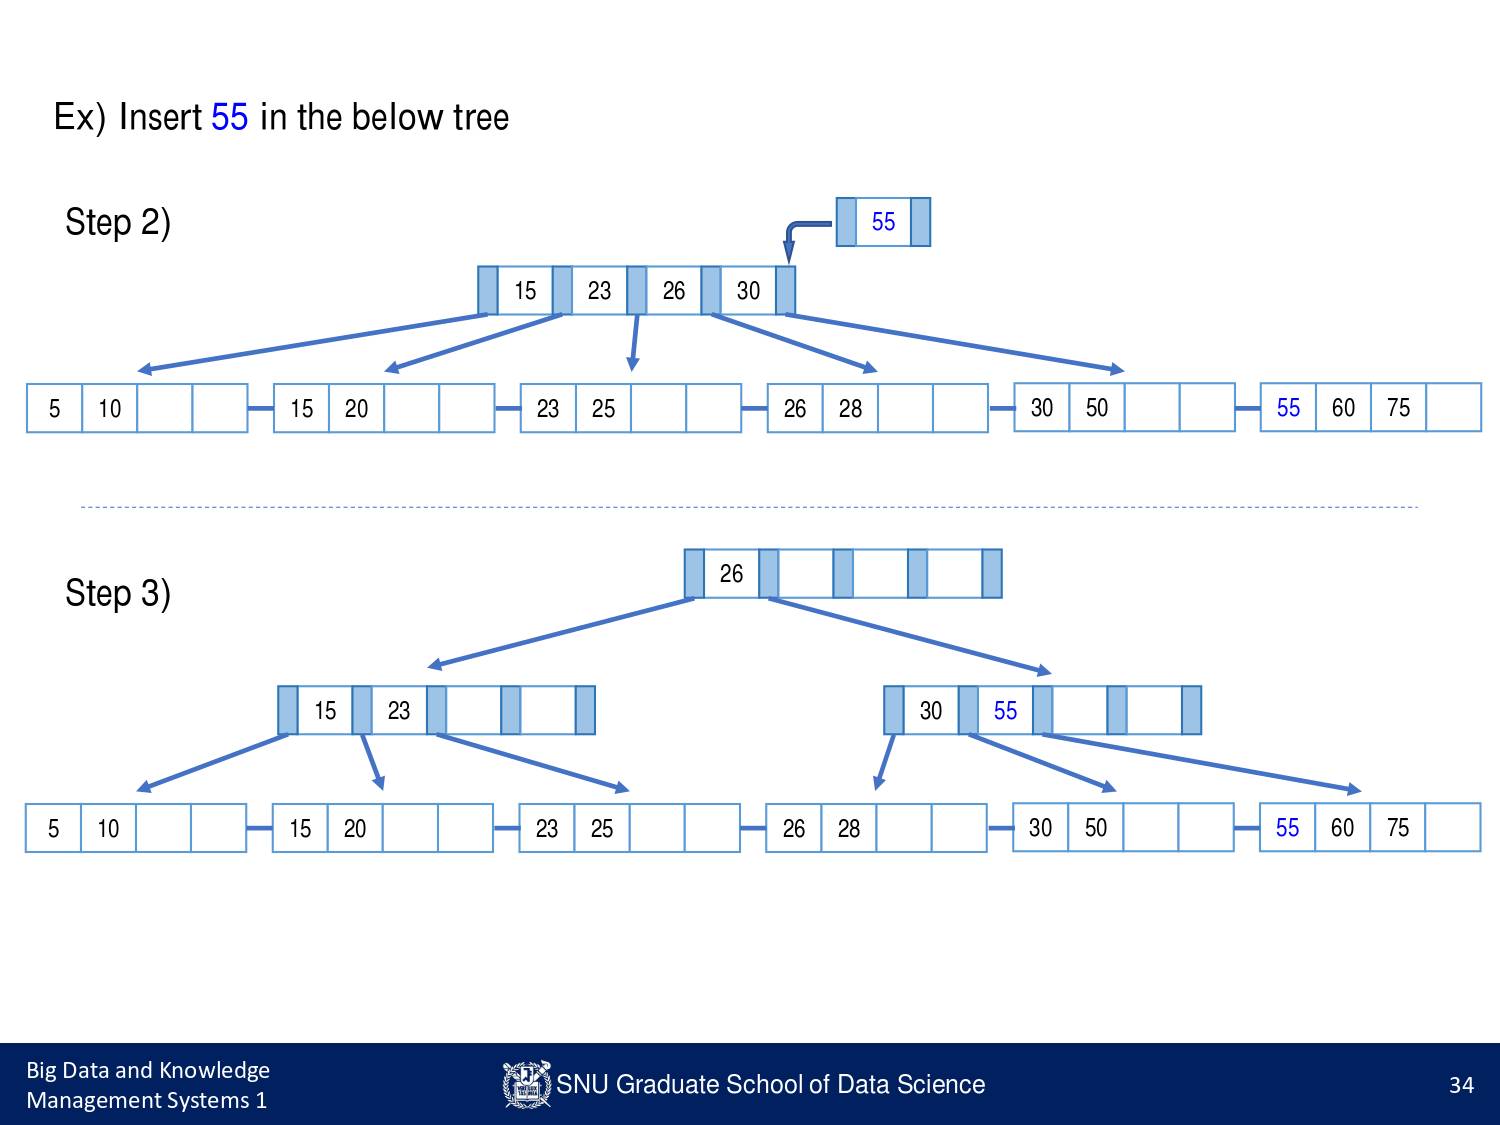 Ex) Insert 55 in the below tree
Step 2)
55
15 23 26 30
5 10 15 20 23 25 26 28 30 50 55 60 75
Step 3)
26
15 23 30 55
5 10 15 20 23 25 26 28 30 50 55 60 75
Big Data and Knowledge
Management Systems 1
SNU Graduate School of Data Science
34